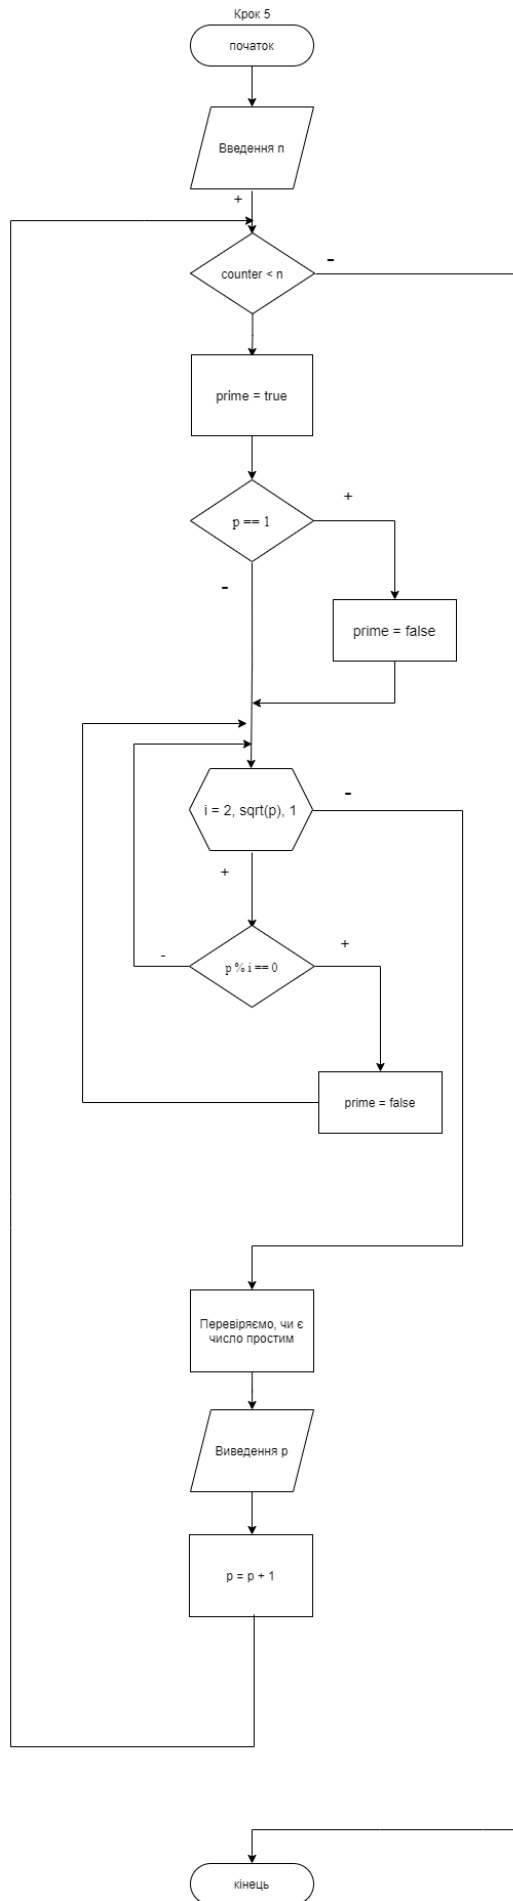 Крок 5
початок
Введення n
+
counter < n
-
prime = true
p == 1
+
-
prime = false
i = 2, sqrt(p), 1
-
+
p % i == 0
-
+
prime = false
Перевіряємо, чи є
число простим
Виведення p
p = p + 1
кінець